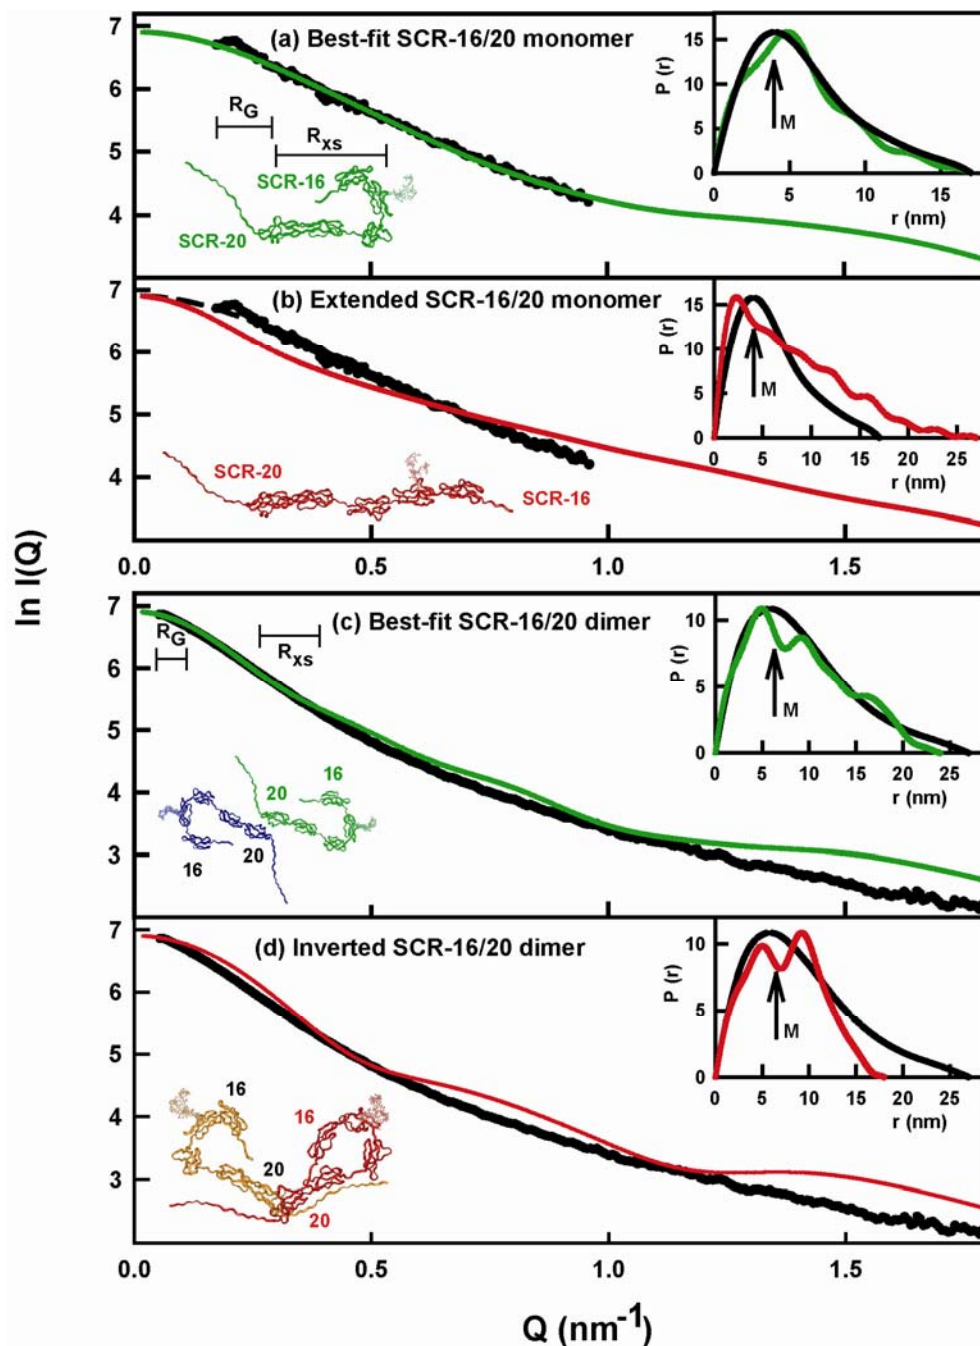 ln I(Q)
7
6
5
4
(a) Best-fit SCR-16/20 monomer
RG
Rxs
SCR-16
SCR-20
P (r)
15
10
5
0
M
0 5 10 15
r (nm)
7
6
5
4
(b) Extended SCR-16/20 monomer
SCR-20
SCR-16
P (r)
15
10
5
0
M
0 5 10 15 20 25
r (nm)
0.0 0.5 1.0 1.5
7
6
5
4
3
(c) Best-fit SCR-16/20 dimer
RG
Rxs
16
20
16
20
P (r)
10
5
0
M
0 5 10 15 20 25
r (nm)
7
6
5
4
3
(d) Inverted SCR-16/20 dimer
16
16
20
20
P (r)
10
5
0
M
0 5 10 15 20 25
r (nm)
0.0 0.5 1.0 1.5
Q (nm-1)